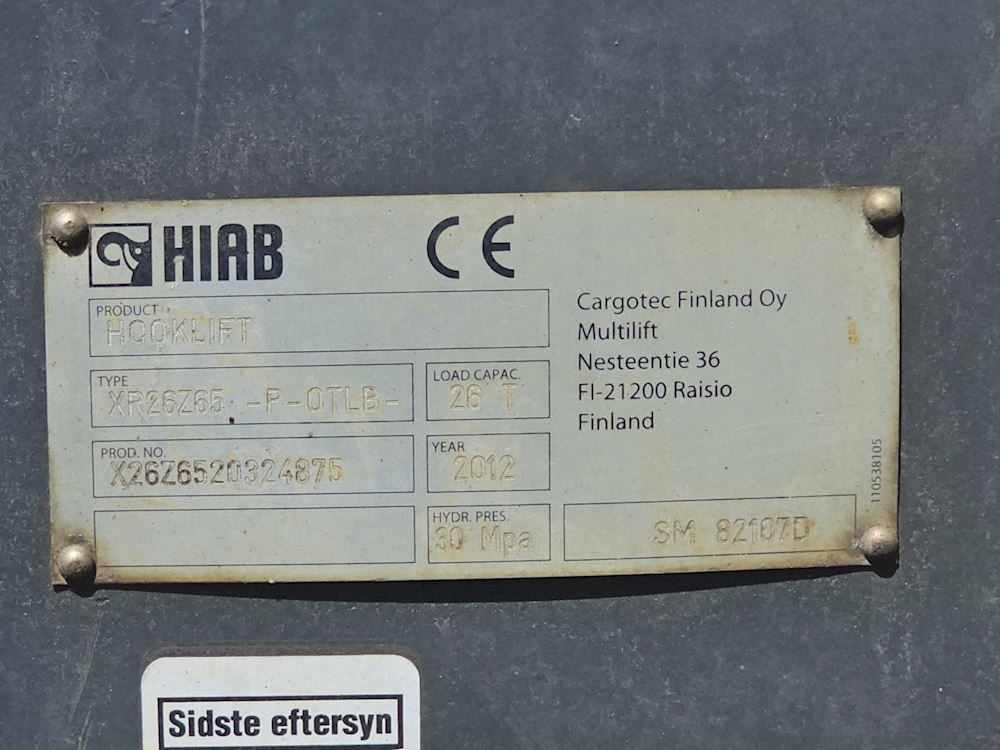 HIAB CE
PRODUCT
HOOKLIFT
TYPE
XR26Z65 -P-OTLB-
LOAD CAPAC.
26 T
PROD. NO.
X26Z6520324875
YEAR
2012
HYDR. PRES.
30 Mpa
Cargotec Finland Oy
Multilift
Nesteentie 36
FI-21200 Raisio
Finland
110538105
SM 82107D
Sidste eftersyn